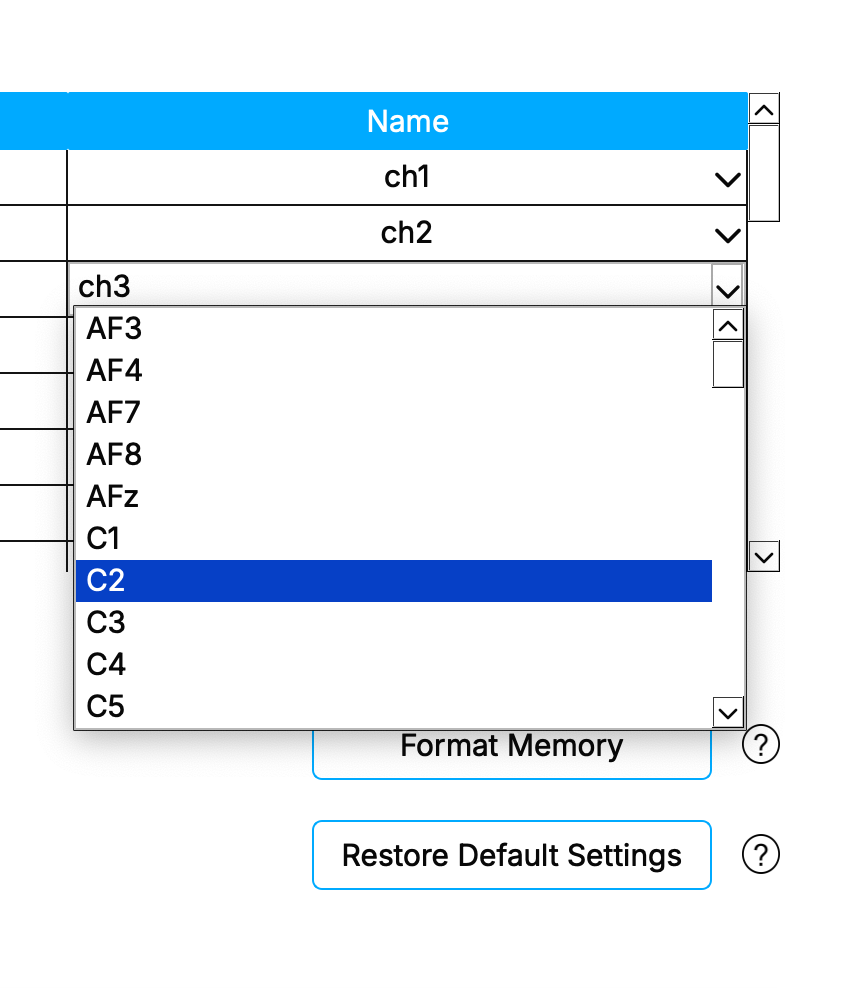 Name
ch1
ch2
ch3
AF3
AF4
AF7
AF8
AFz
C1
C2
C3
C4
C5
Format Memory
?
Restore Default Settings
?